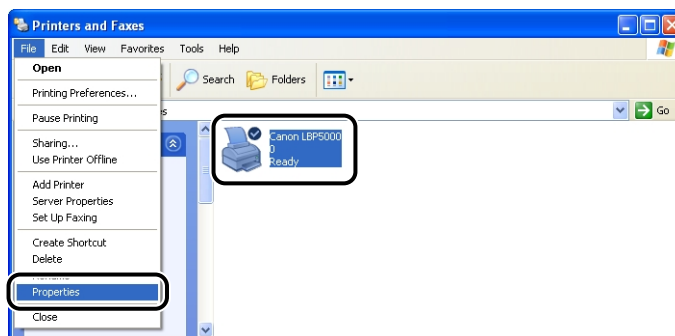 Printers and Faxes
File Edit View Favorites Tools Help
Open
Search Folders
Printing Preferences...
es Go
Pause Printing
Sharing...
Use Printer Offline
Canon LBP5000
0
Ready
Add Printer
Server Properties
Set Up Faxing
Create Shortcut
Delete
Properties
Close